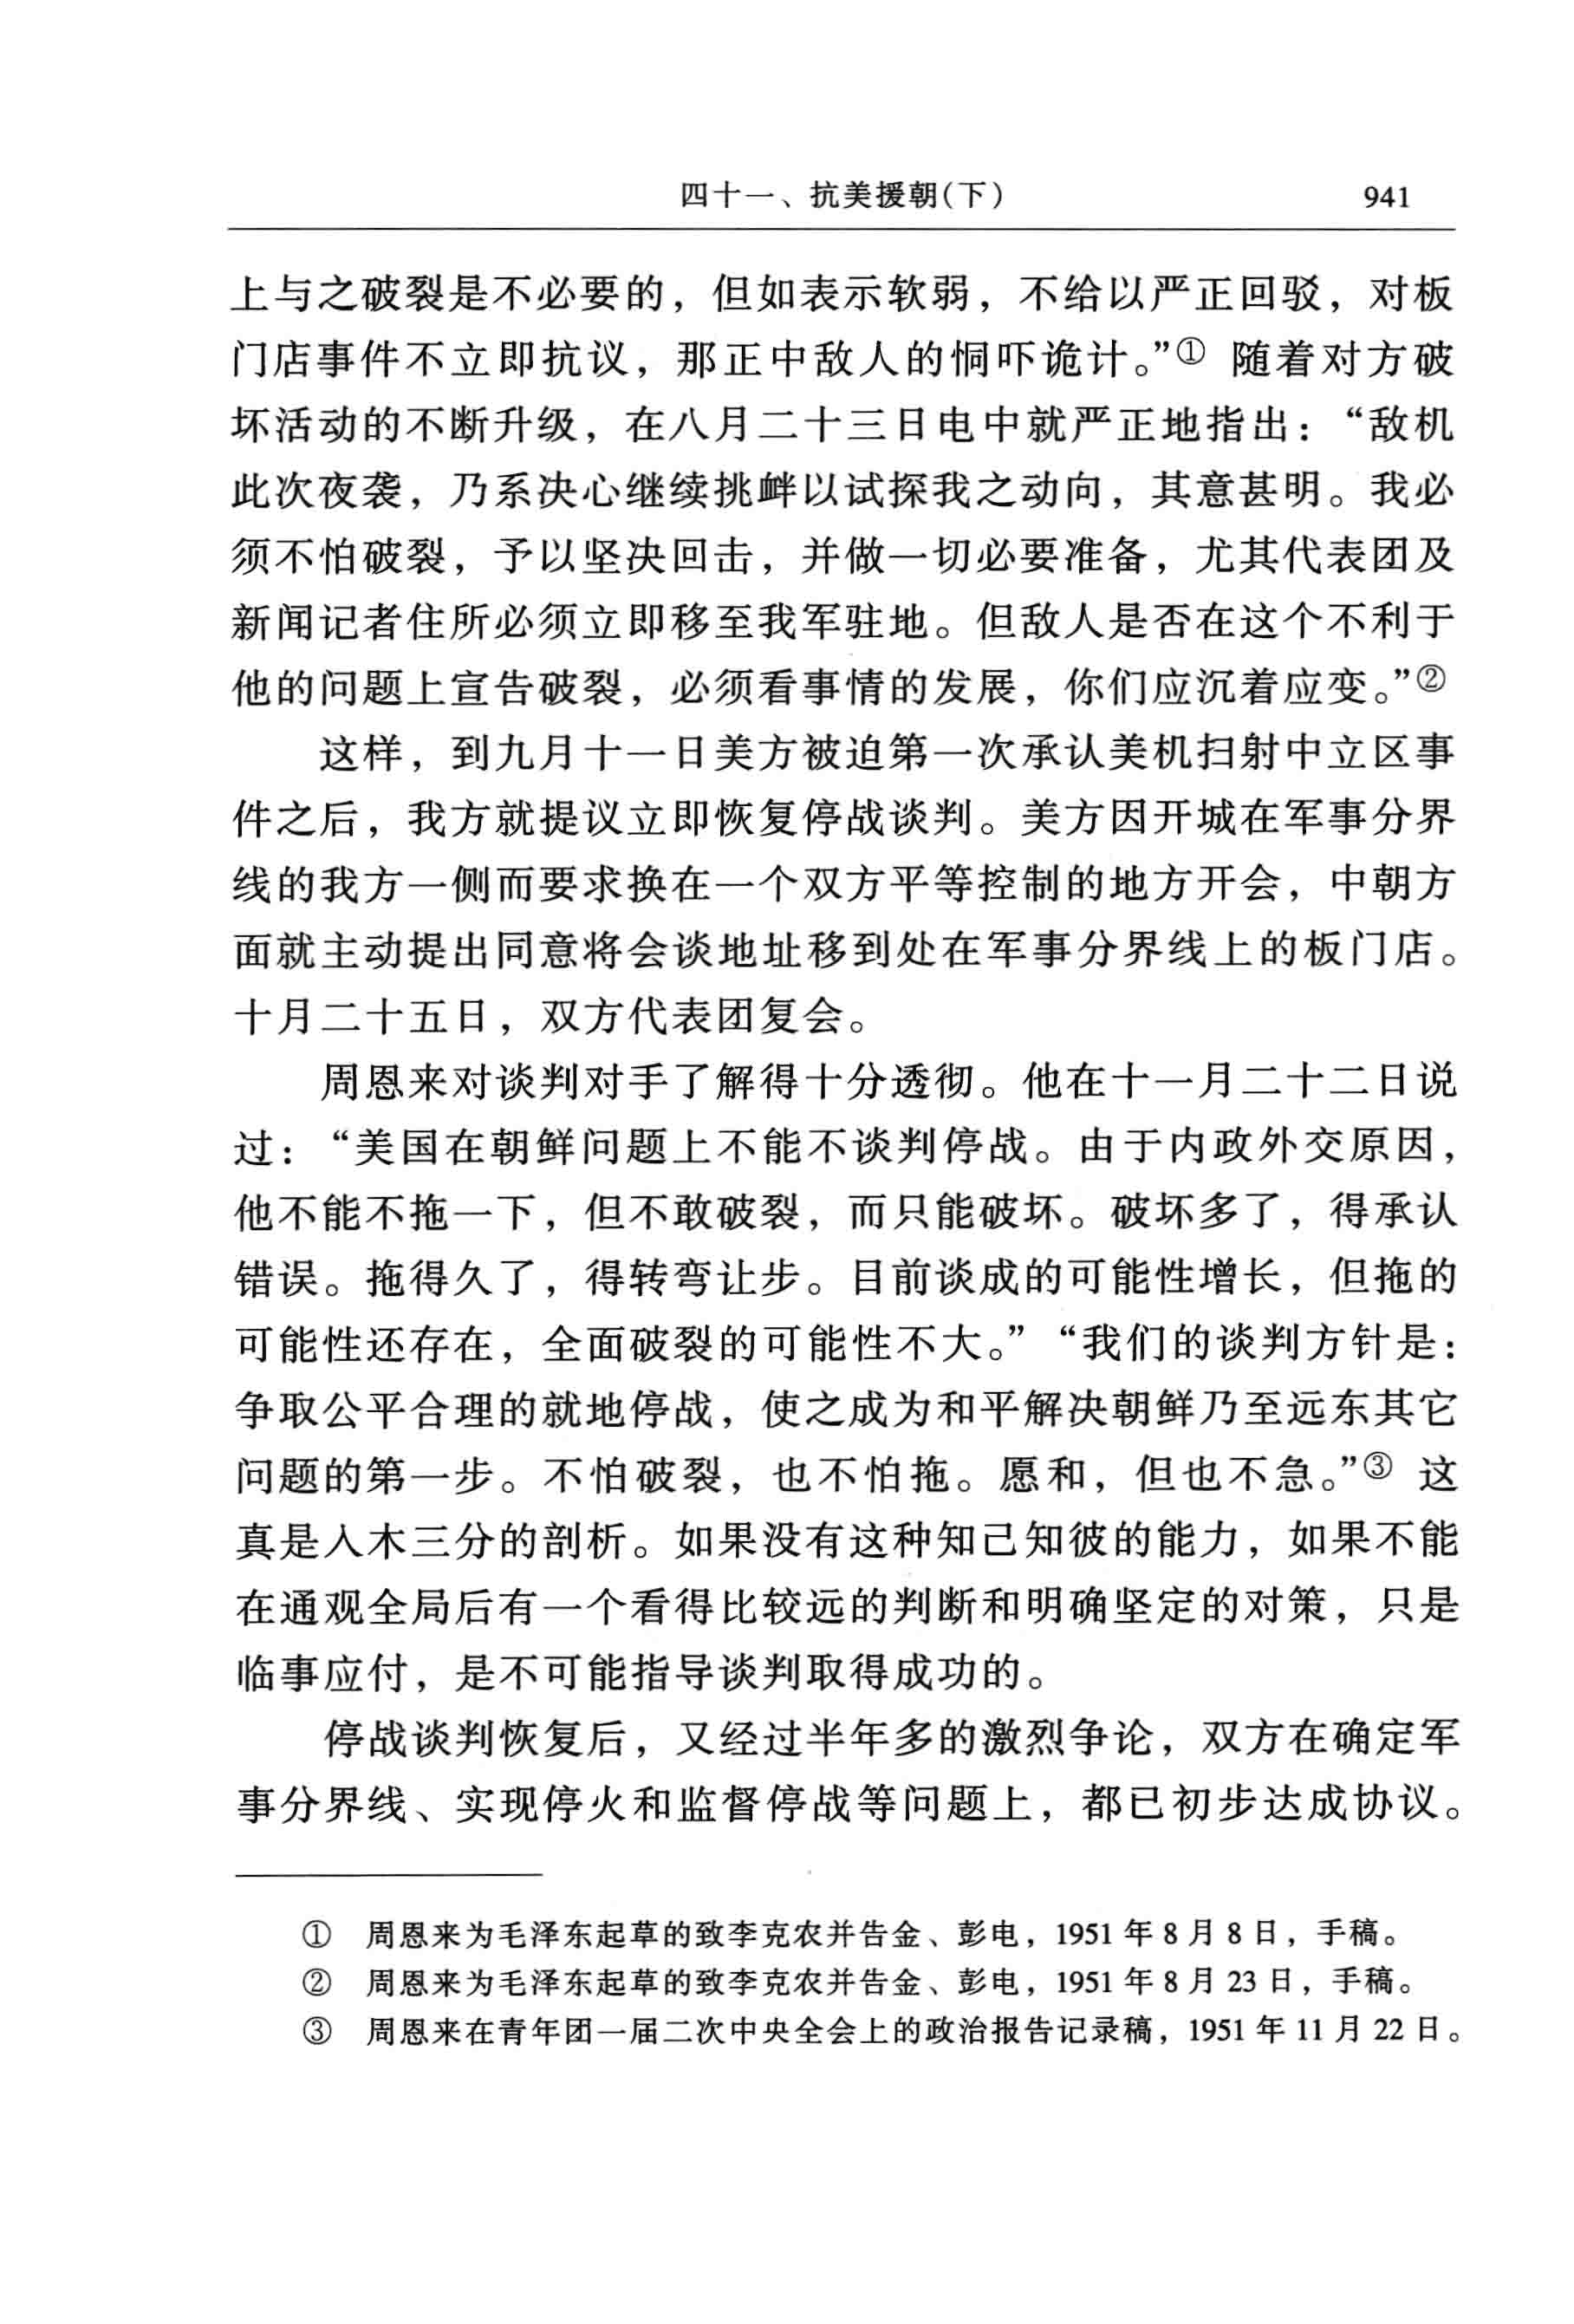 四十一、抗美援朝(下) 941
上与之破裂是不必要的，但如表示软弱，不给以严正回驳，对板
门店事件不立即抗议，那正中敌人的恫吓诡计。”① 随着对方破
坏活动的不断升级，在八月二十三日电中就严正地指出：“敌机
此次夜袭，乃系决心继续挑衅以试探我之动向，其意甚明。我必
须不怕破裂，予以坚决回击，并做一切必要准备，尤其代表团及
新闻记者住所必须立即移至我军驻地。但敌人是否在这个不利于
他的问题上宣告破裂，必须看事情的发展，你们应沉着应变。”②
这样，到九月十一日美方被迫第一次承认美机扫射中立区事
件之后，我方就提议立即恢复停战谈判。美方因开城在军事分界
线的我方一侧而要求换在一个双方平等控制的地方开会，中朝方
面就主动提出同意将会谈地址移到处在军事分界线上的板门店。
十月二十五日，双方代表团复会。
周恩来对谈判对手了解得十分透彻。他在十一月二十二日说
过：“美国在朝鲜问题上不能不谈判停战。由于内政外交原因，
他不能不拖一下，但不敢破裂，而只能破坏。破坏多了，得承认
错误。拖得久了，得转弯让步。目前谈成的可能性增长，但拖的
可能性还存在，全面破裂的可能性不大。”“我们的谈判方针是：
争取公平合理的就地停战，使之成为和平解决朝鲜乃至远东其它
问题的第一步。不怕破裂，也不怕拖。愿和，但也不急。”③ 这
真是入木三分的剖析。如果没有这种知己知彼的能力，如果不能
在通观全局后有一个看得比较远的判断和明确坚定的对策，只是
临事应付，是不可能指导谈判取得成功的。
停战谈判恢复后，又经过半年多的激烈争论，双方在确定军
事分界线、实现停火和监督停战等问题上，都已初步达成协议。
① 周恩来为毛泽东起草的致李克农并告金、彭电，1951 年 8 月 8 日，手稿。
② 周恩来为毛泽东起草的致李克农并告金、彭电，1951 年 8 月 23 日，手稿。
③ 周恩来在青年团一届二次中央全会上的政治报告记录稿，1951 年 11 月 22 日。